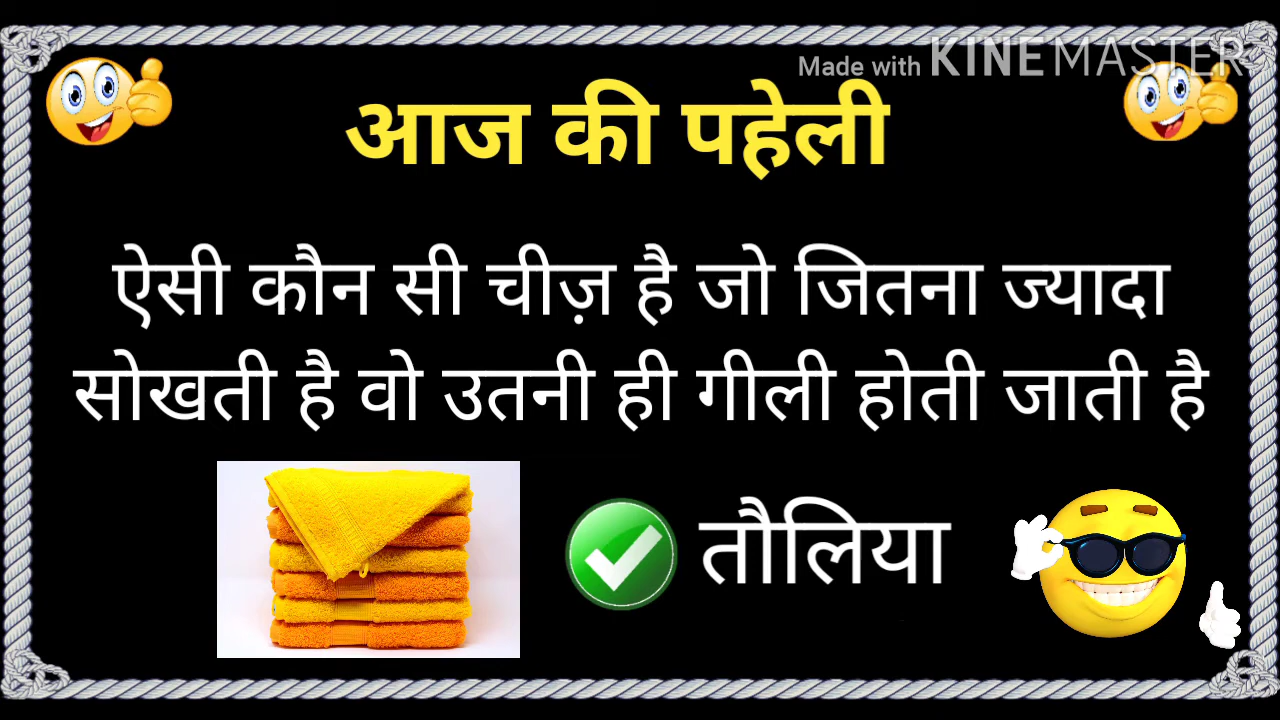 Made with KINEMASTER
आज की पहेली
ऐसी कौन सी चीज़ है जो जितना ज्यादा
सोखती है वो उतनी ही गीली होती जाती है
तौलिया